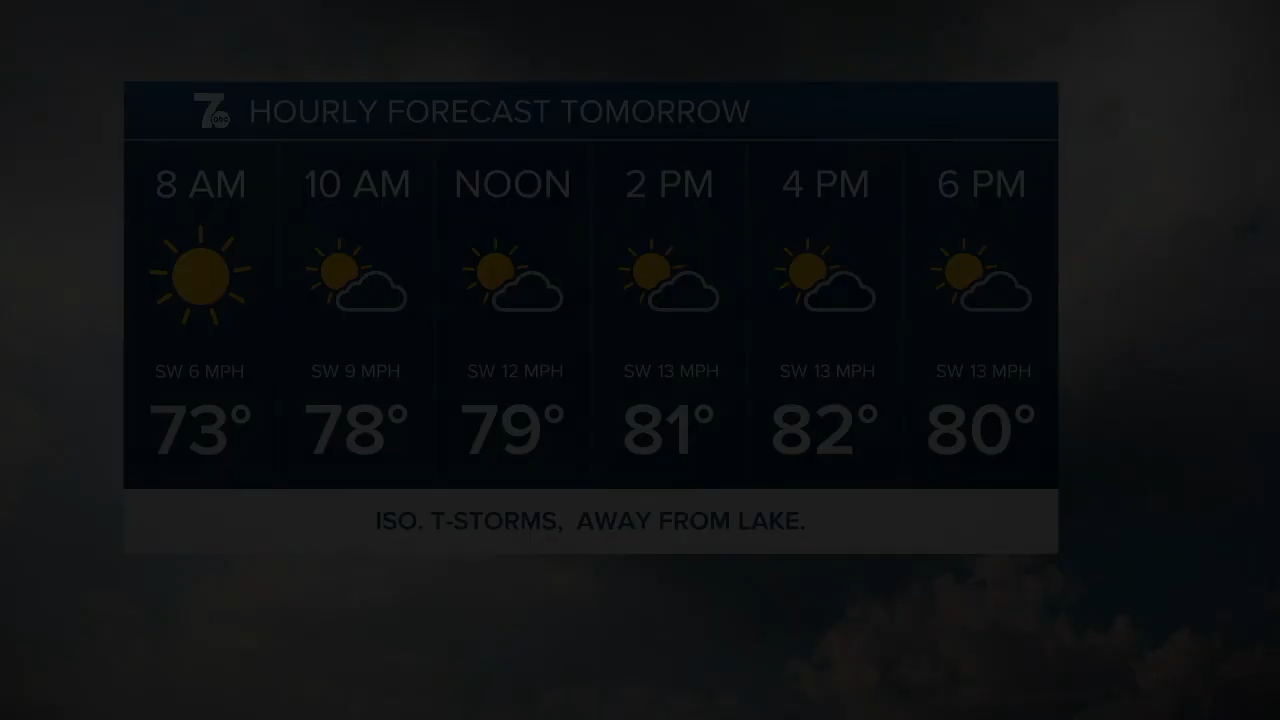 7 abc HOURLY FORECAST TOMORROW
8 AM 10 AM NOON 2 PM 4 PM 6 PM
SW 6 MPH SW 9 MPH SW 12 MPH SW 13 MPH SW 13 MPH SW 13 MPH
73° 78° 79° 81° 82° 80°
ISO. T-STORMS, AWAY FROM LAKE.